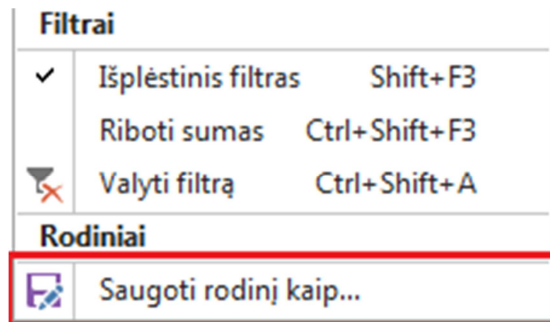 Filtrai
Išplėstinis filtras Shift+F3
Riboti sumas Ctrl+Shift+F3
Valyti filtrą Ctrl+Shift+A
Rodiniai
Saugoti rodinį kaip...